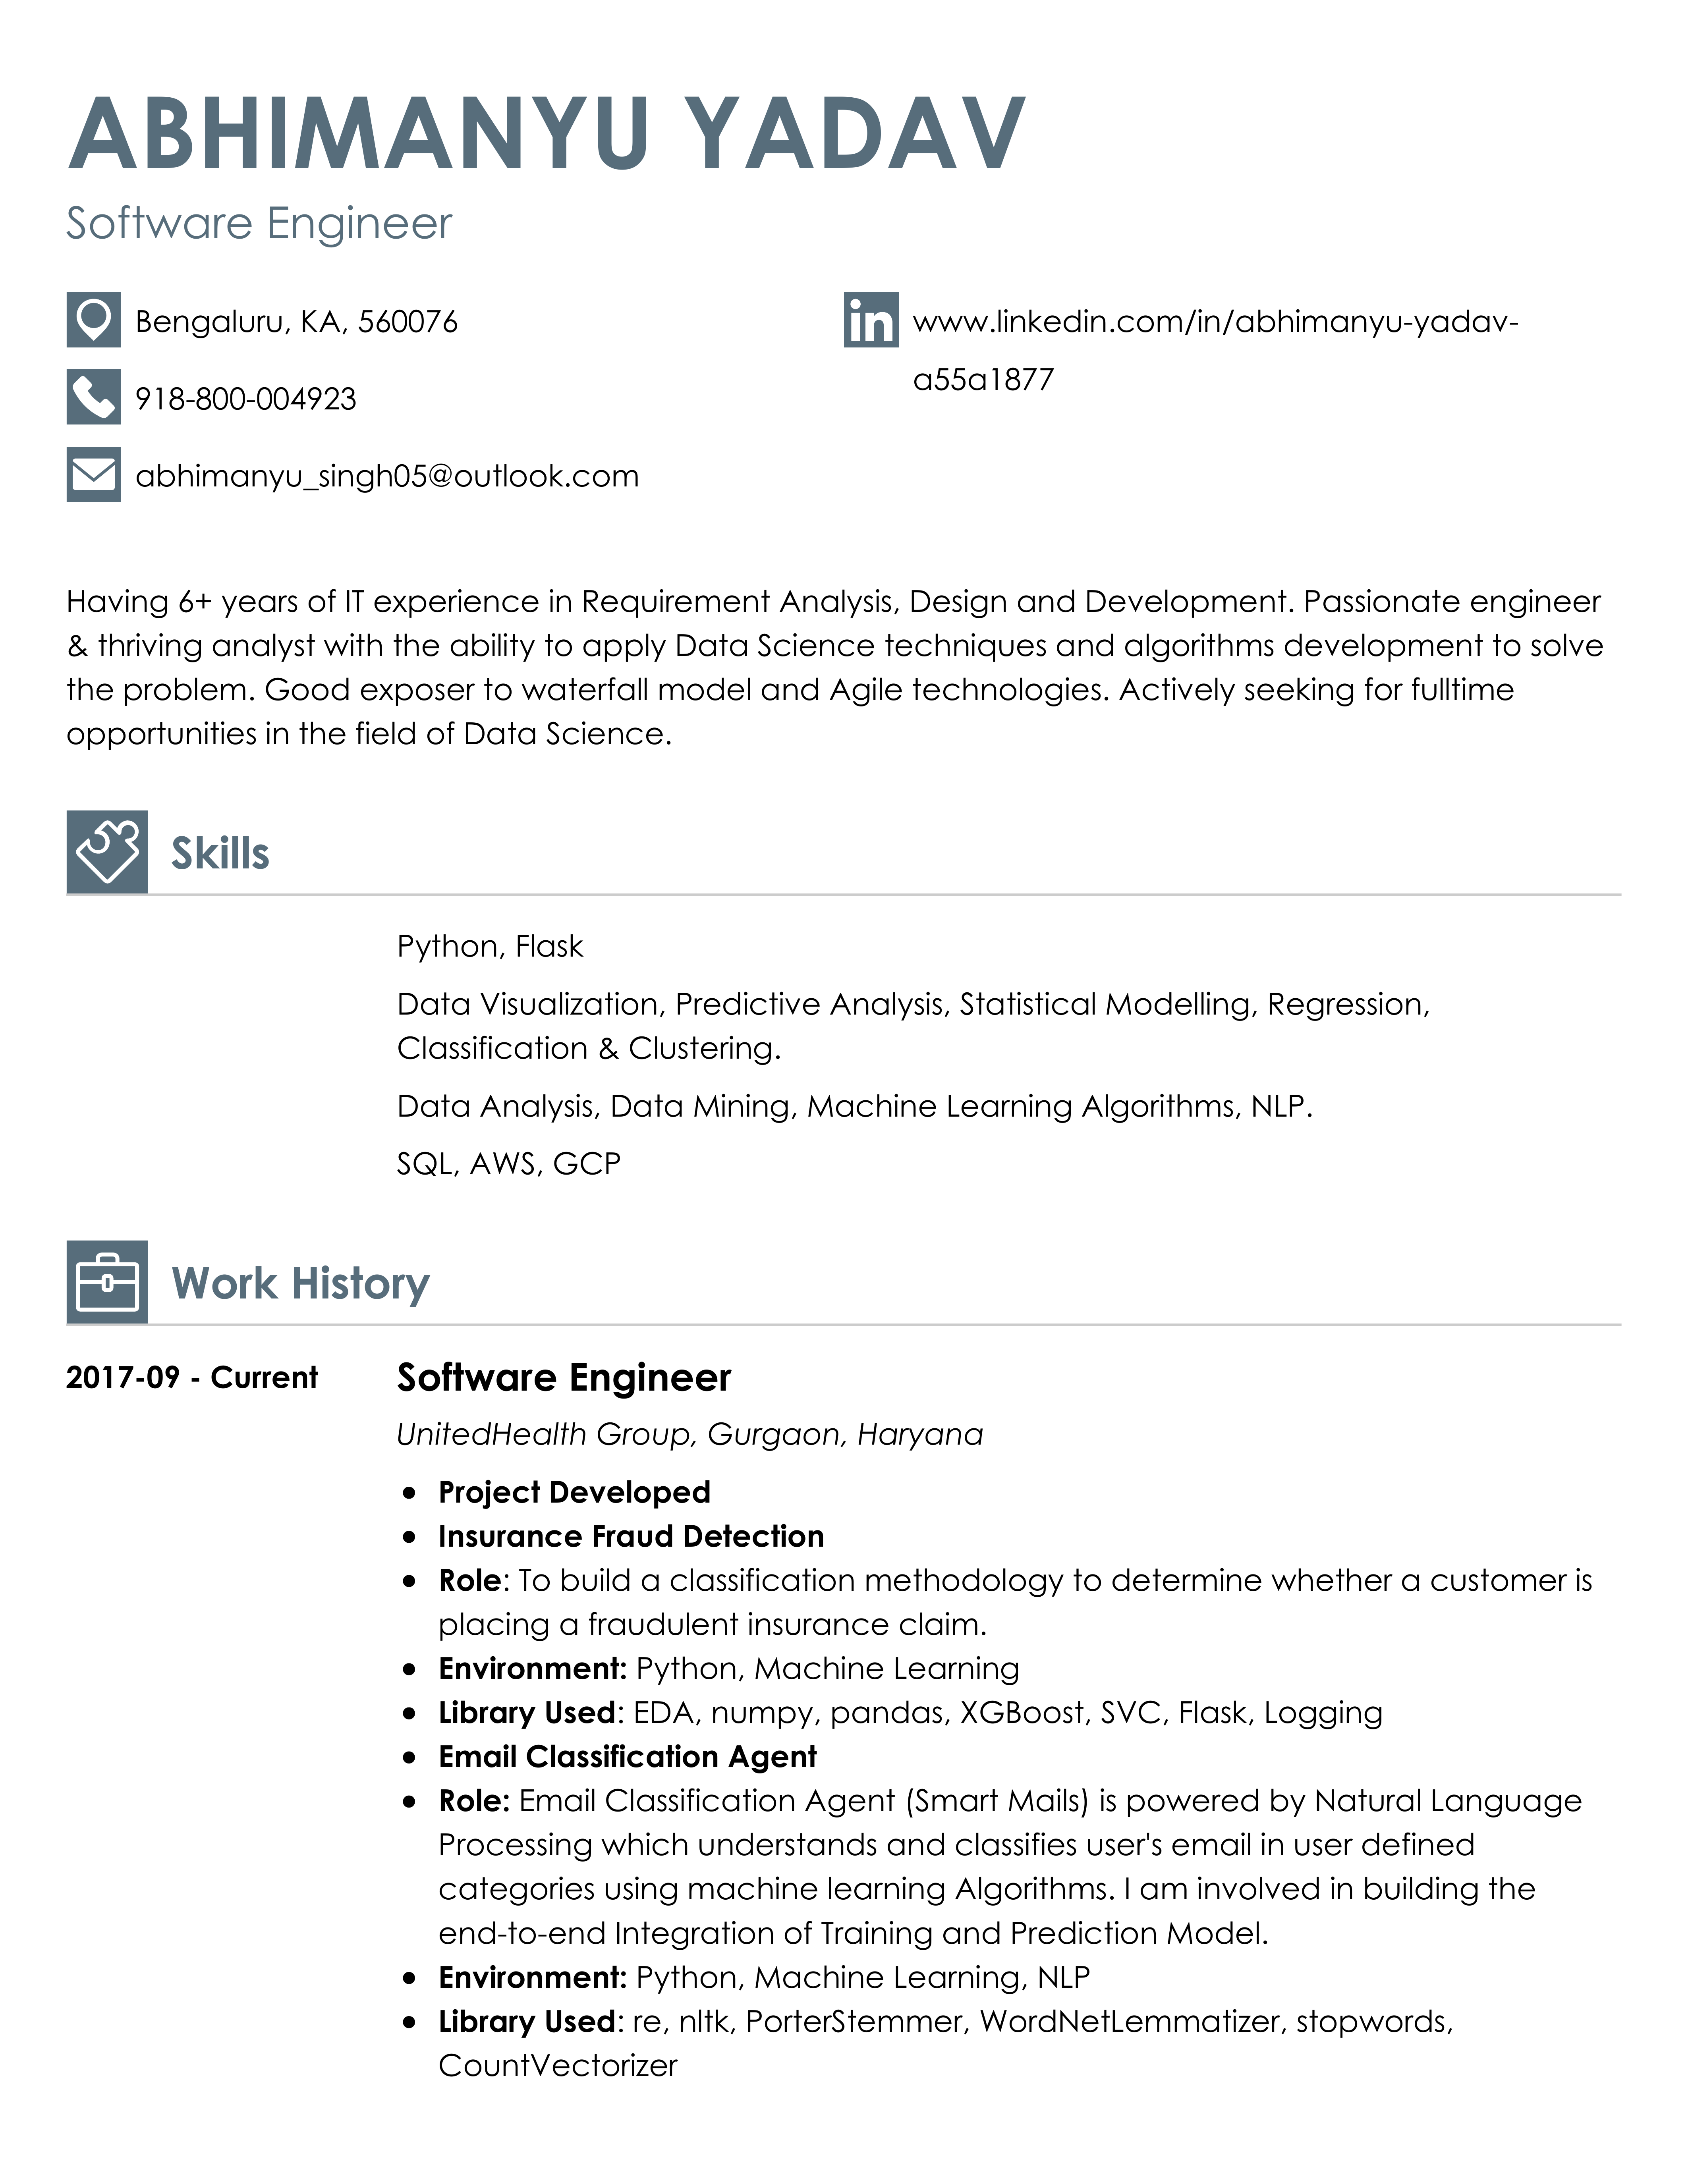 ABHIMANYU YADAV
Software Engineer
Bengaluru, KA, 560076
918-800-004923
abhimanyu_singh05@outlook.com
www.linkedin.com/in/abhimanyu-yadav-
a55a1877
Having 6+ years of IT experience in Requirement Analysis, Design and Development. Passionate engineer
& thriving analyst with the ability to apply Data Science techniques and algorithms development to solve
the problem. Good exposer to waterfall model and Agile technologies. Actively seeking for fulltime
opportunities in the field of Data Science.
Skills
Python, Flask
Data Visualization, Predictive Analysis, Statistical Modelling, Regression,
Classification & Clustering.
Data Analysis, Data Mining, Machine Learning Algorithms, NLP.
SQL, AWS, GCP
Work History
2017-09 - Current
Software Engineer
UnitedHealth Group, Gurgaon, Haryana
• Project Developed
• Insurance Fraud Detection
• Role: To build a classification methodology to determine whether a customer is
placing a fraudulent insurance claim.
• Environment: Python, Machine Learning
• Library Used: EDA, numpy, pandas, XGBoost, SVC, Flask, Logging
• Email Classification Agent
• Role: Email Classification Agent (Smart Mails) is powered by Natural Language
Processing which understands and classifies user's email in user defined
categories using machine learning Algorithms. I am involved in building the
end-to-end Integration of Training and Prediction Model.
• Environment: Python, Machine Learning, NLP
• Library Used: re, nltk, PorterStemmer, WordNetLemmatizer, stopwords,
CountVectorizer